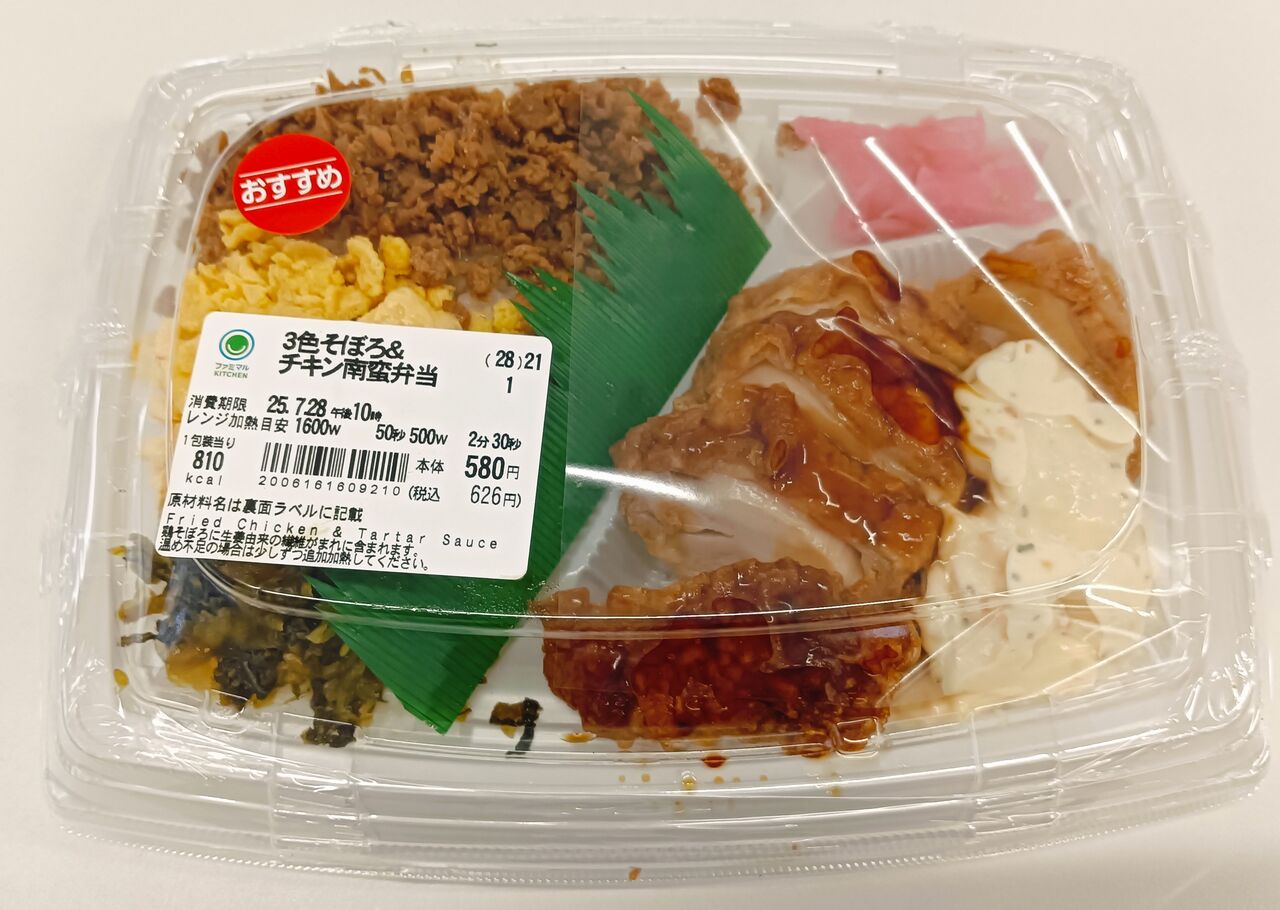 おすすめ
ファミマル
KITCHEN
3色そぼろ&
チキン南蛮弁当
(28)21
1
消費期限 25.7.28 午後10時
レンジ加熱目安 1600w 50秒 500w 2分30秒
1包装当り
810
kcal
2006161609210
本体 580円
(税込 626円)
原材料名は裏面ラベルに記載
Fried Chicken & Tartar Sauce
鶏そぼろに生姜由来の繊維がまれに含まれます。
温め不足の場合は少しずつ追加加熱してください。